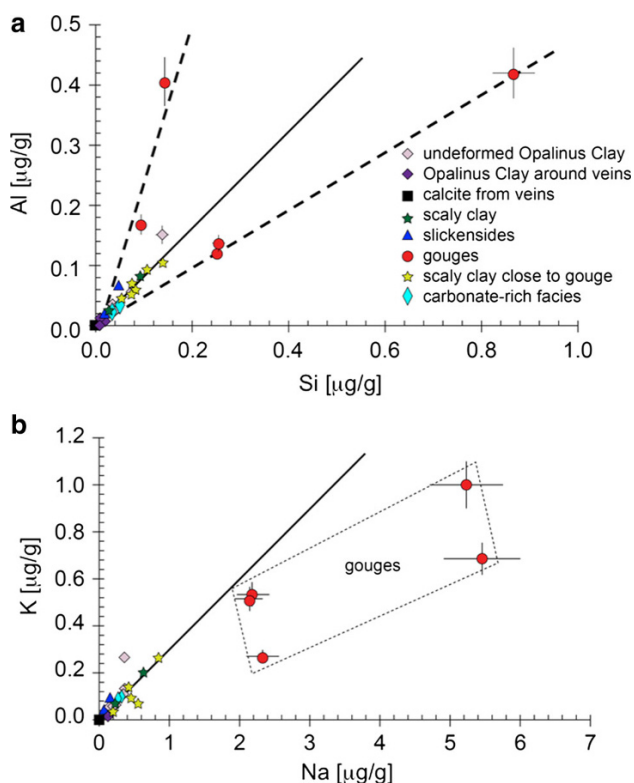 a
Al [µg/g]
0.5
0.4
0.3
0.2
0.1
0.0
undeformed Opalinus Clay
Opalinus Clay around veins
calcite from veins
scaly clay
slickensides
gouges
scaly clay close to gouge
carbonate-rich facies
0.0 0.2 0.4 0.6 0.8 1.0
Si [µg/g]
b
K [µg/g]
1.2
1.0
0.8
0.6
0.4
0.2
0.0
gouges
0 1 2 3 4 5 6 7
Na [µg/g]